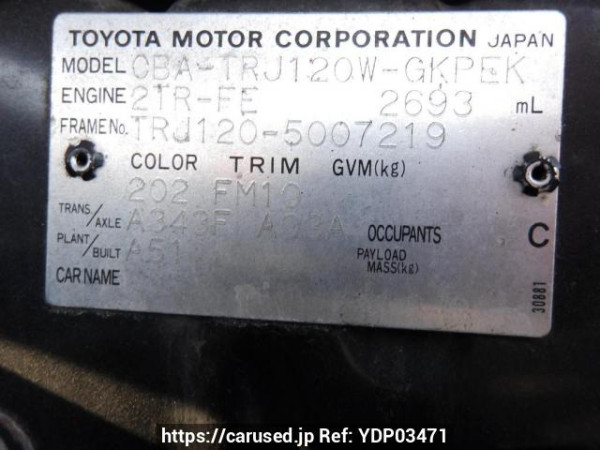 TOYOTA MOTOR CORPORATION JAPAN
MODEL CBA-TRJ120W-GKPEK
ENGINE 2TR-FE 2693 mL
FRAME No. TRJ120-5007219
COLOR TRIM GVM(kg)
202 FM10
TRANS/AXLE A343F A03A OCCUPANTS C
PLANT/BUILT A51 PAYLOAD MASS(kg)
CAR NAME
30881
https://carused.jp Ref: YDP03471